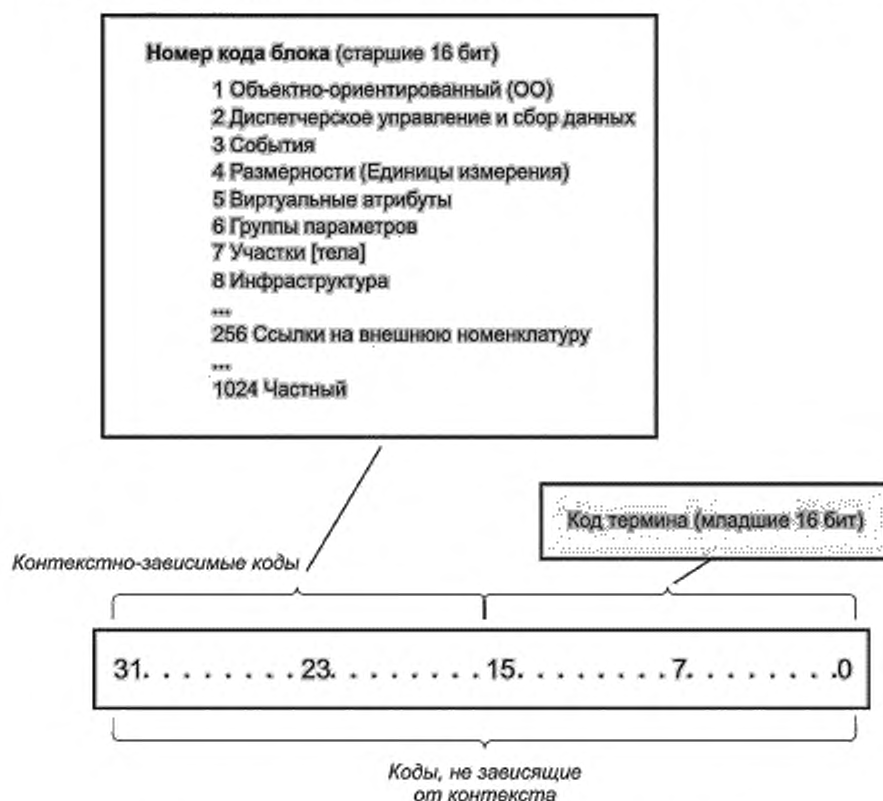 Номер кода блока (старшие 16 бит)
1 Объектно-ориентированный (ОО)
2 Диспетчерское управление и сбор данных
3 События
4 Размерности (Единицы измерения)
5 Виртуальные атрибуты
6 Группы параметров
7 Участки [тела]
8 Инфраструктура
...
256 Ссылки на внешнюю номенклатуру
...
1024 Частный
Код термина (младшие 16 бит)
Контекстно-зависимые коды
31. . . . . . . . 23. . . . . . . . 15. . . . . . . . 7. . . . . . . .0
Коды, не зависящие
от контекста